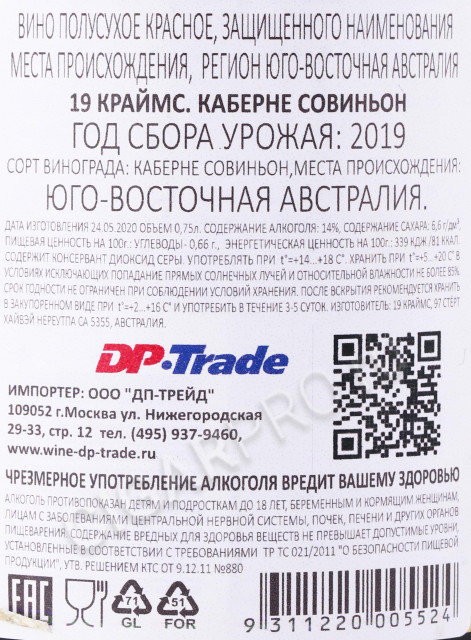 ВИНО ПОЛУСУХОЕ КРАСНОЕ, ЗАЩИЩЕННОГО НАИМЕНОВАНИЯ
МЕСТА ПРОИСХОЖДЕНИЯ, РЕГИОН ЮГО-ВОСТОЧНАЯ АВСТРАЛИЯ
19 КРАЙМС. КАБЕРНЕ СОВИНЬОН
ГОД СБОРА УРОЖАЯ: 2019
СОРТ ВИНОГРАДА: КАБЕРНЕ СОВИНЬОН,МЕСТА ПРОИСХОЖДЕНИЯ:
ЮГО-ВОСТОЧНАЯ АВСТРАЛИЯ.
ДАТА ИЗГОТОВЛЕНИЯ 24.05.2020 ОБЪЕМ 0,75л. СОДЕРЖАНИЕ АЛКОГОЛЯ: 14%, СОДЕРЖАНИЕ САХАРА: 6,6 г/дм³.
ПИЩЕВАЯ ЦЕННОСТЬ НА 100г.: УГЛЕВОДЫ- 0,66 г., ЭНЕРГЕТИЧЕСКАЯ ЦЕННОСТЬ НА 100г.: 339 КДЖ/81 ККАЛ.
СОДЕРЖИТ КОНСЕРВАНТ ДИОКСИД СЕРЫ. УПОТРЕБЛЯТЬ ПРИ t°=+14...+18 С°. ХРАНИТЬ ПРИ t°=+5...+20 С° В
УСЛОВИЯХ ИСКЛЮЧАЮЩИХ ПОПАДАНИЕ ПРЯМЫХ СОЛНЕЧНЫХ ЛУЧЕЙ И ОТНОСИТЕЛЬНОЙ ВЛАЖНОСТИ НЕ БОЛЕЕ 85%.
СРОК ГОДНОСТИ НЕ ОГРАНИЧЕН ПРИ СОБЛЮДЕНИИ УСЛОВИЙ ХРАНЕНИЯ. ПОСЛЕ ВСКРЫТИЯ РЕКОМЕНДУЕТСЯ ХРАНИТЬ
В ЗАКУПОРЕННОМ ВИДЕ ПРИ t°=+2...+16 С° И УПОТРЕБИТЬ В ТЕЧЕНИЕ 3-5 СУТОК. ИЗГОТОВИТЕЛЬ: 19 КРАЙМС, 97 СТЁРТ
ХАЙВЭЙ НЕРЕУТПА СА 5355, АВСТРАЛИЯ.
DP-Trade
ИМПОРТЕР: ООО "ДП-ТРЕЙД"
109052 г.Москва ул. Нижегородская
29-33, стр. 12 тел. (495) 937-9460,
www.wine-dp-trade.ru
ЧРЕЗМЕРНОЕ УПОТРЕБЛЕНИЕ АЛКОГОЛЯ ВРЕДИТ ВАШЕМУ ЗДОРОВЬЮ
АЛКОГОЛЬ ПРОТИВОПОКАЗАН ДЕТЯМ И ПОДРОСТКАМ ДО 18 ЛЕТ, БЕРЕМЕННЫМ И КОРМЯЩИМ ЖЕНЩИНАМ,
ЛИЦАМ С ЗАБОЛЕВАНИЯМИ ЦЕНТРАЛЬНОЙ НЕРВНОЙ СИСТЕМЫ, ПОЧЕК, ПЕЧЕНИ И ДРУГИХ ОРГАНОВ
ПИЩЕВАРЕНИЯ. СОДЕРЖАНИЕ ВРЕДНЫХ ДЛЯ ЗДОРОВЬЯ ВЕЩЕСТВ НЕ ПРЕВЫШАЕТ ДОПУСТИМЫЕ УРОВНИ,
УСТАНОВЛЕННЫЕ В СООТВЕТСТВИИ С ТРЕБОВАНИЯМИ ТР ТС 021/2011 "О БЕЗОПАСНОСТИ ПИЩЕВОЙ
ПРОДУКЦИИ", УТВ. РЕШЕНИЕМ КТС ОТ 9.12.11 №880
EAC
71
GL
51
FOR
9 311220 005524